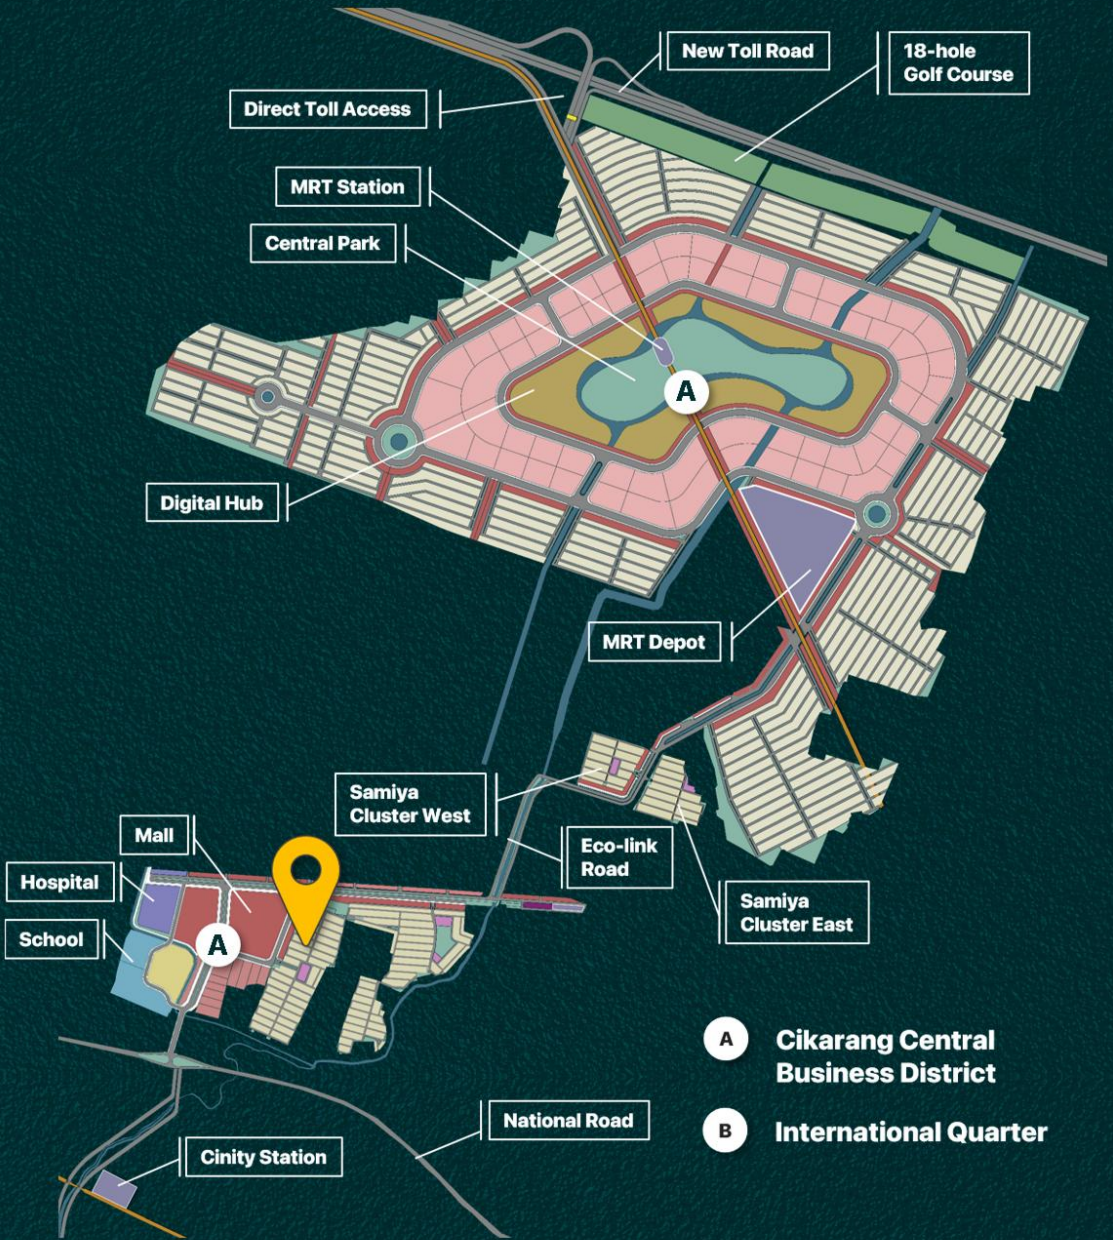 New Toll Road
18-hole
Golf Course
Direct Toll Access
MRT Station
Central Park
A
Digital Hub
MRT Depot
Samiya
Cluster West
Mall
Eco-link
Road
Hospital
Samiya
Cluster East
School
A
A
Cikarang Central
Business District
B
International Quarter
National Road
Cinity Station